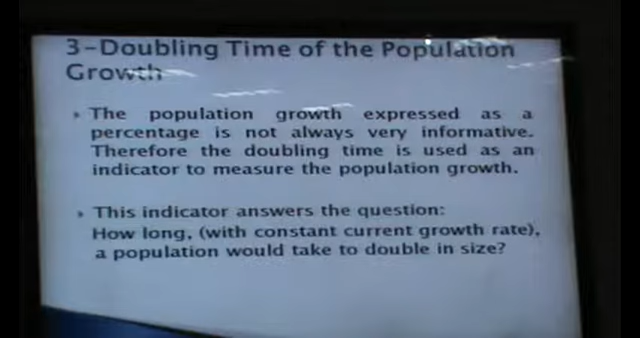 3-Doubling Time of the Population
Growth
The population growth expressed as a
percentage is not always very informative.
Therefore the doubling time is used as an
indicator to measure the population growth.
This indicator answers the question:
How long, (with constant current growth rate),
a population would take to double in size?